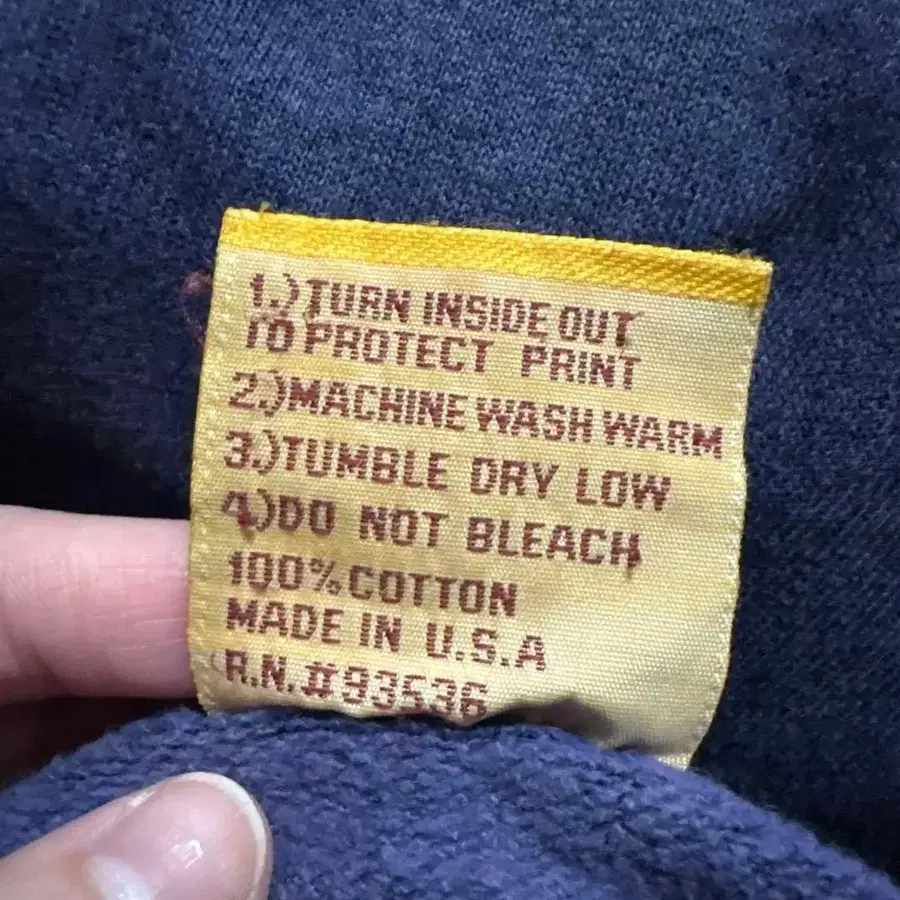 1.) TURN INSIDE OUT
TO PROTECT PRINT
2.) MACHINE WASH WARM
3.) TUMBLE DRY LOW
4.) DO NOT BLEACH
100% COTTON
MADE IN U.S.A
R.N. #93536